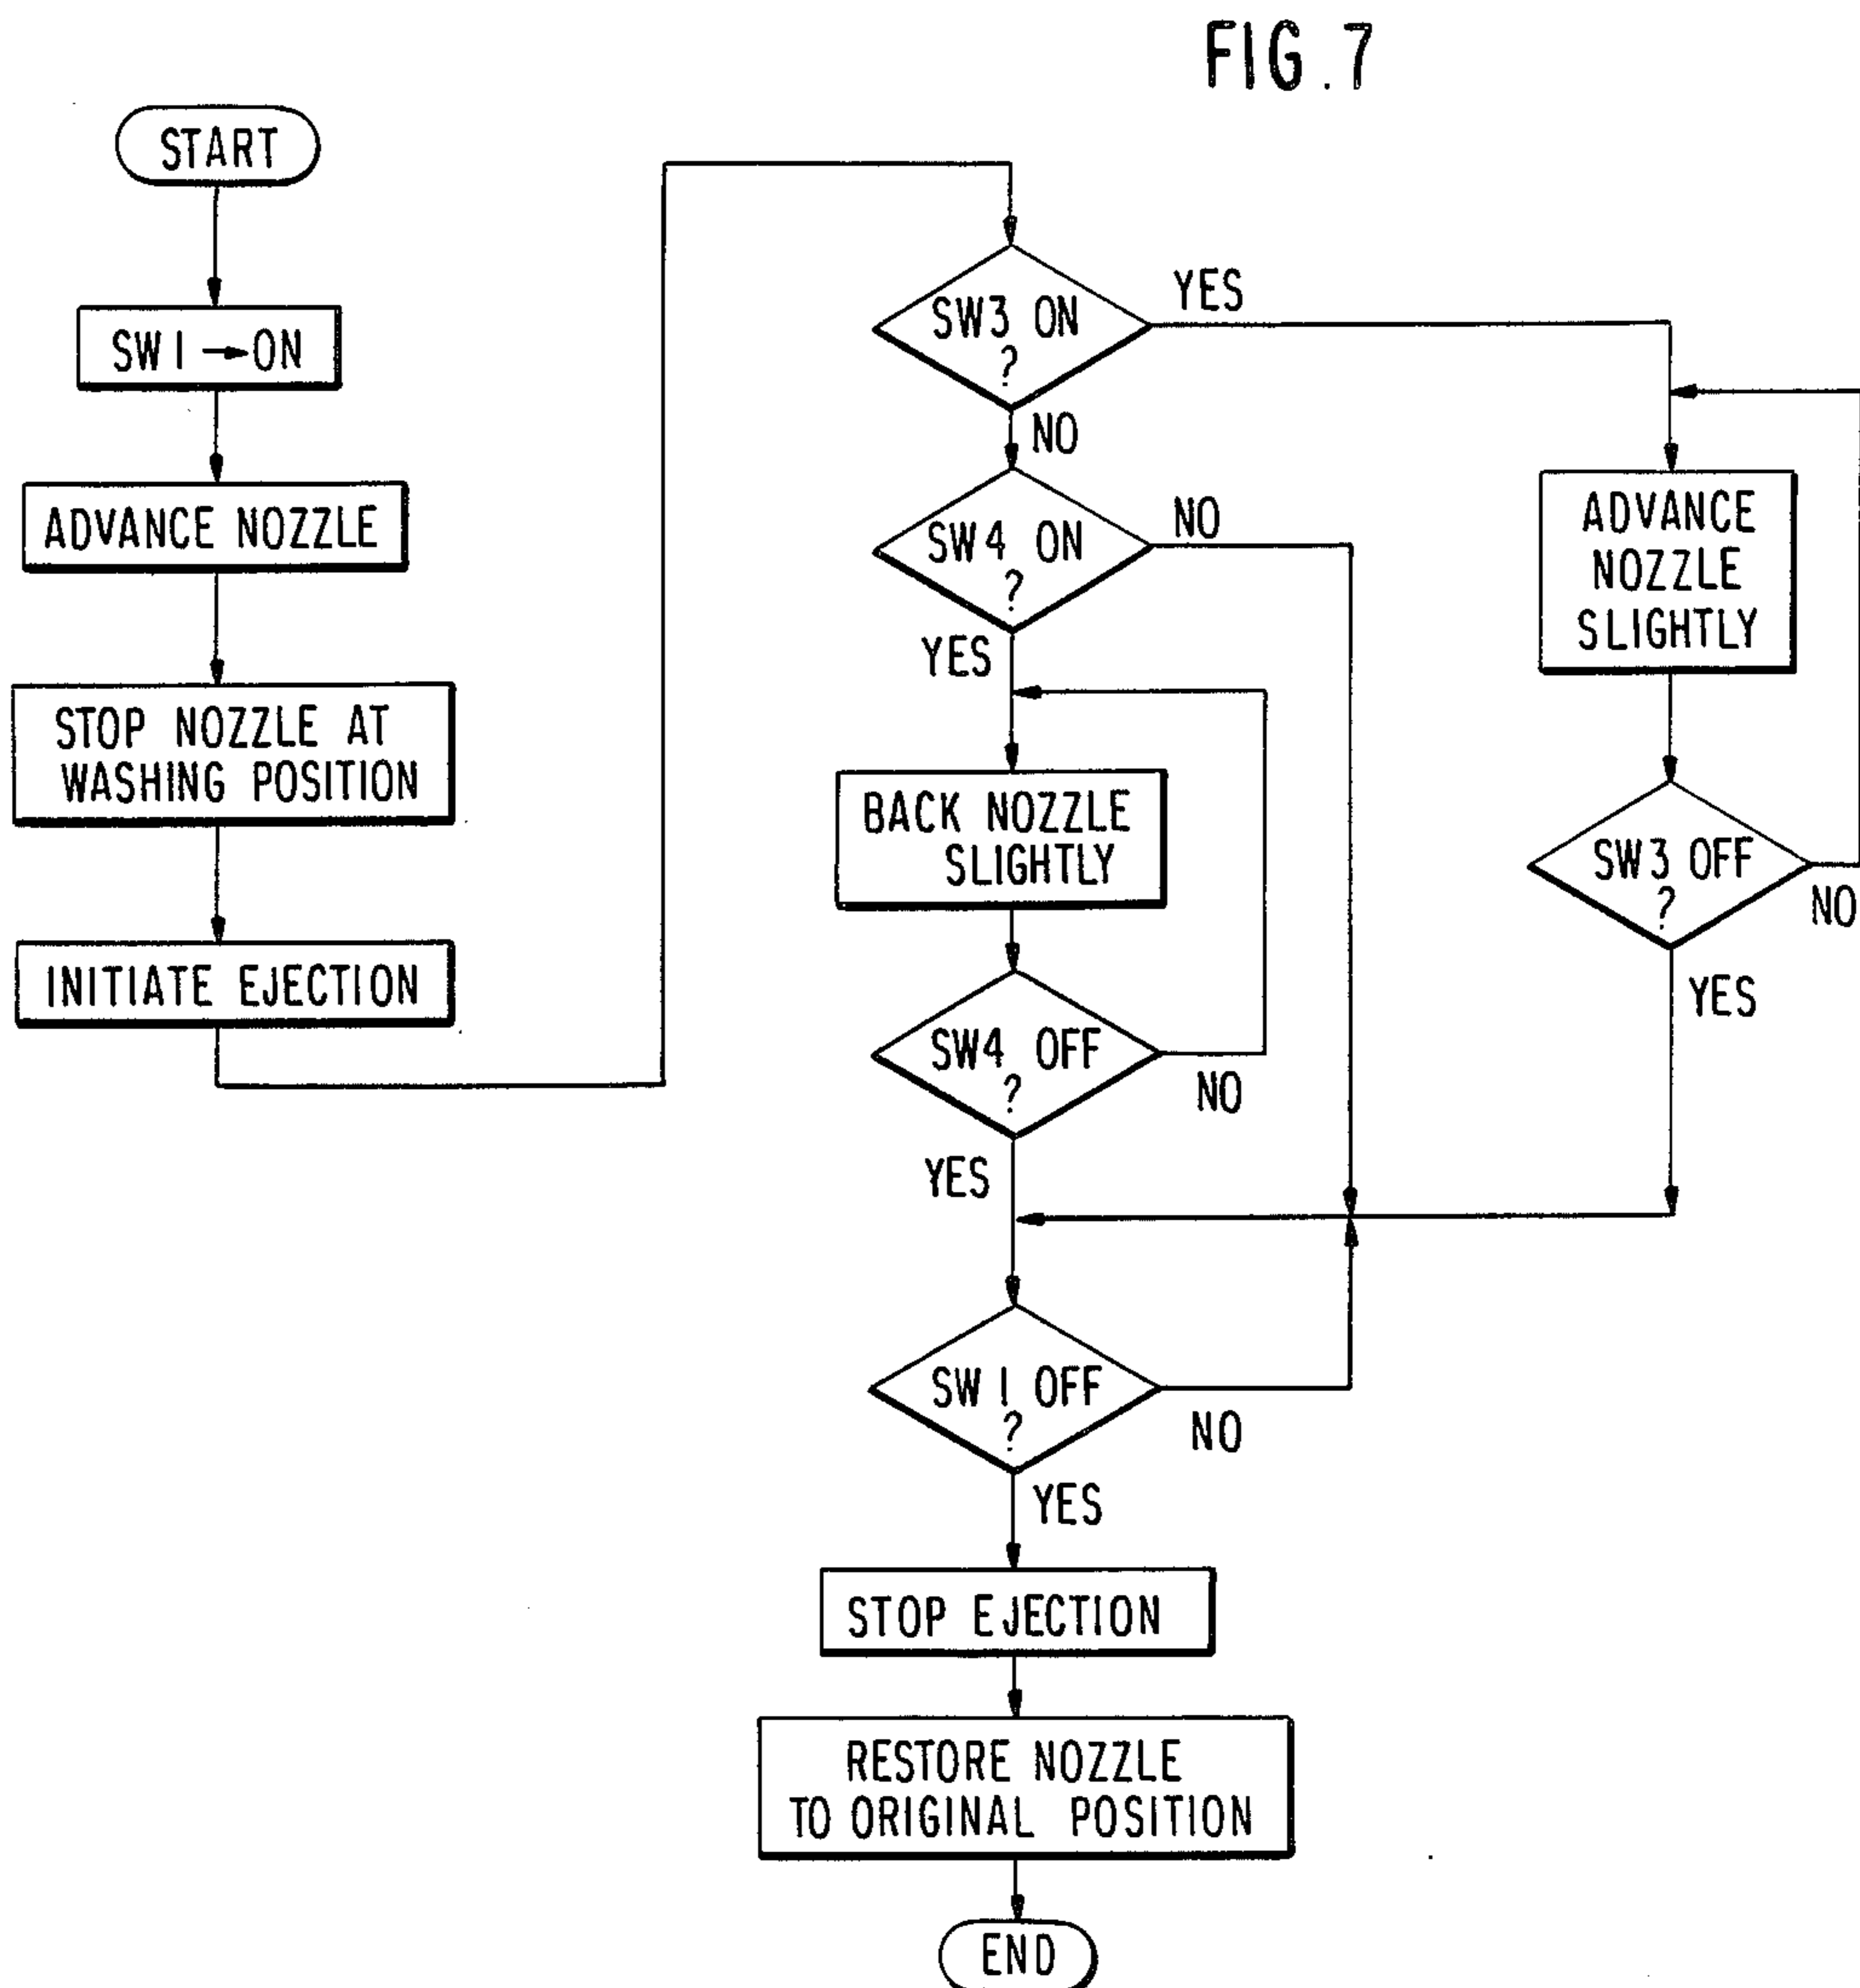 FIG.7
START
SW1→ON
ADVANCE NOZZLE
STOP NOZZLE AT
WASHING POSITION
INITIATE EJECTION
SW3 ON
?
YES
NO
SW4 ON
?
NO
YES
BACK NOZZLE
SLIGHTLY
SW4 OFF
?
NO
YES
ADVANCE
NOZZLE
SLIGHTLY
SW3 OFF
?
NO
YES
SW1 OFF
?
NO
YES
STOP EJECTION
RESTORE NOZZLE
TO ORIGINAL POSITION
END